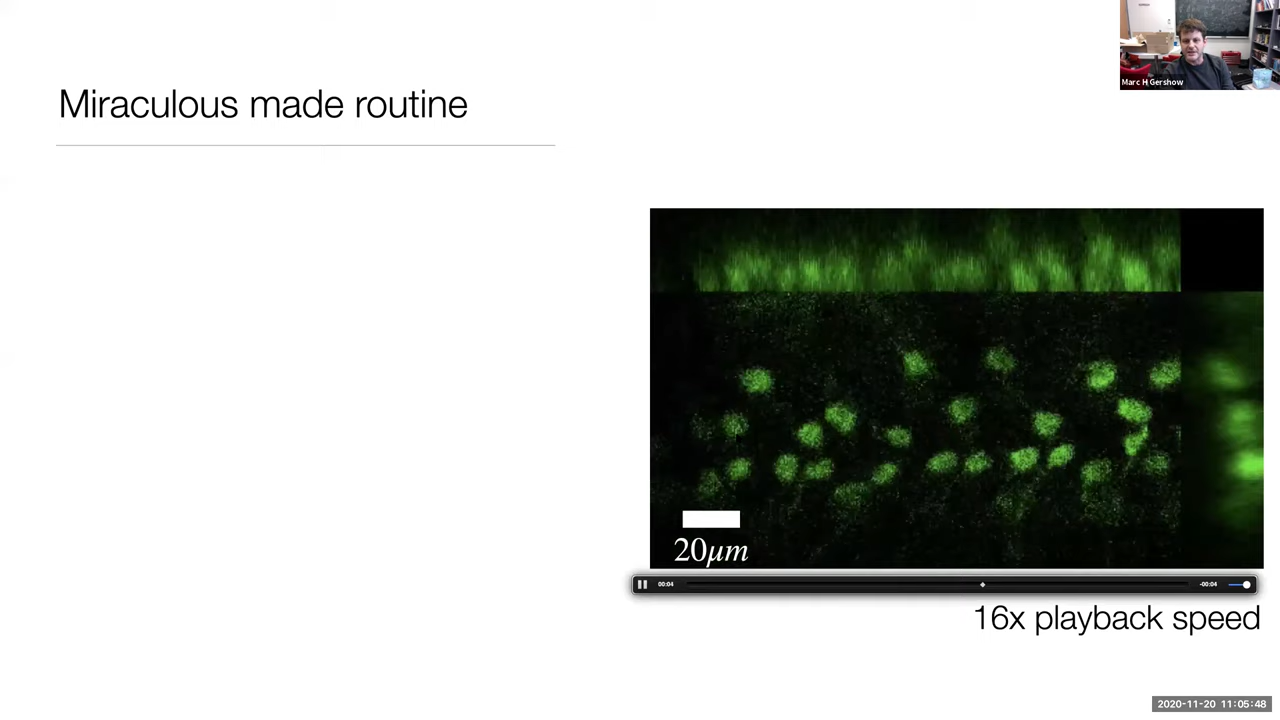 Marc H Gershow
Miraculous made routine
20μm
00:04
-00:04
16x playback speed
2020-11-20 11:05:48